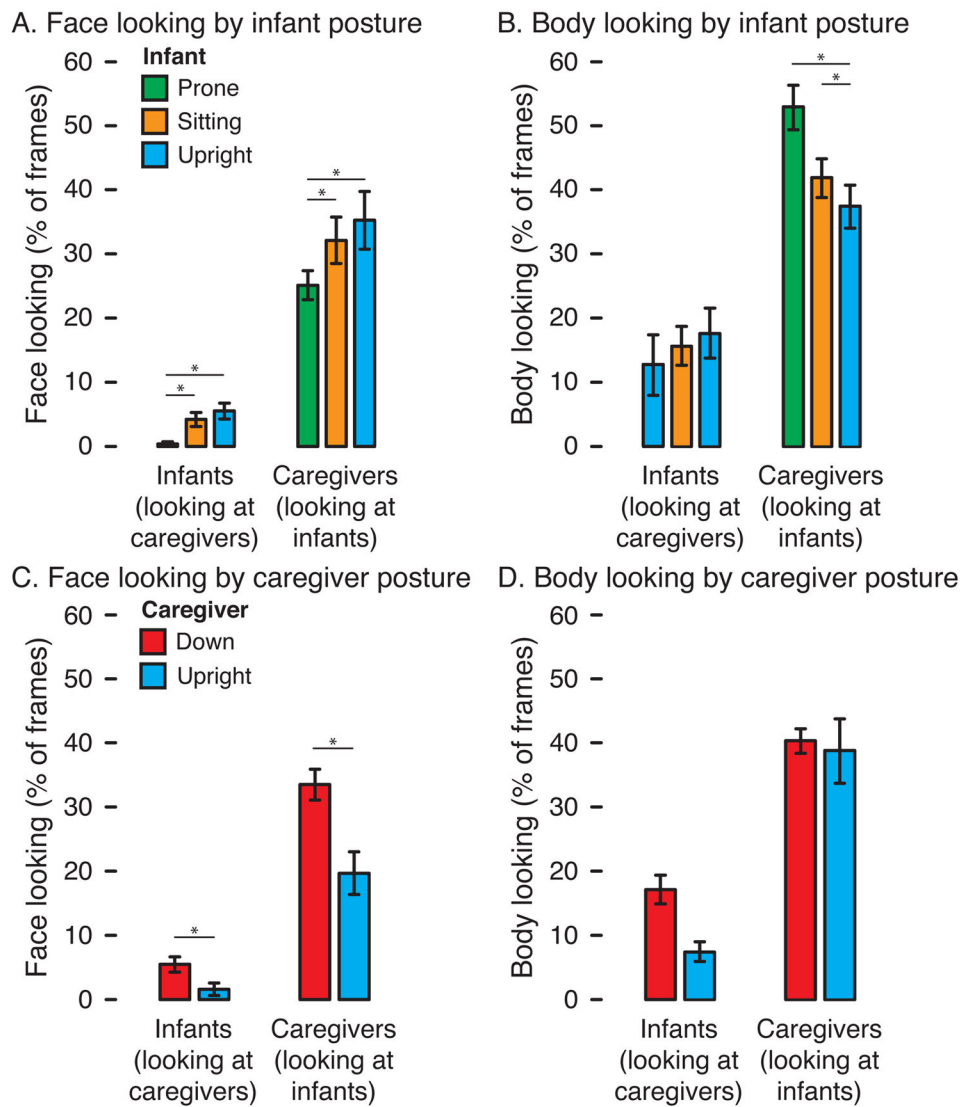 A. Face looking by infant posture
Infant
Prone
Sitting
Upright
Face looking (% of frames)
60
50
40
30
20
10
0
*
*
*
*
Infants
(looking at
caregivers)
Caregivers
(looking at
infants)
B. Body looking by infant posture
Body looking (% of frames)
60
50
40
30
20
10
0
*
*
Infants
(looking at
caregivers)
Caregivers
(looking at
infants)
C. Face looking by caregiver posture
Caregiver
Down
Upright
Face looking (% of frames)
60
50
40
30
20
10
0
*
*
Infants
(looking at
caregivers)
Caregivers
(looking at
infants)
D. Body looking by caregiver posture
Body looking (% of frames)
60
50
40
30
20
10
0
Infants
(looking at
caregivers)
Caregivers
(looking at
infants)